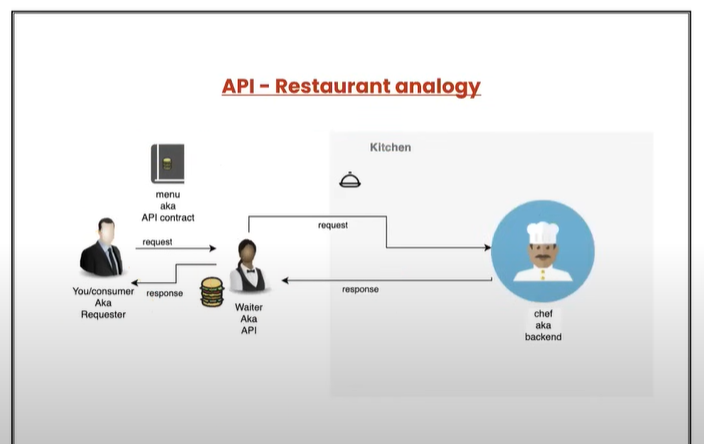 API - Restaurant analogy
Kitchen
menu
aka
API contract
request
request
You/consumer
Aka
Requester
response
response
Waiter
Aka
API
chef
aka
backend